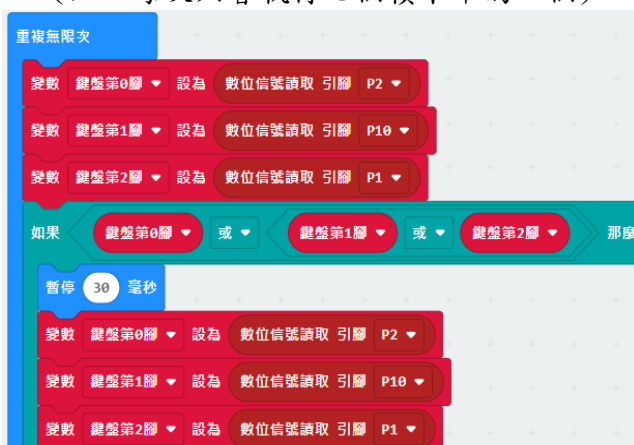 重複無限次
變數 鍵盤第0腳 設為 數位信號讀取 引腳 P2
變數 鍵盤第1腳 設為 數位信號讀取 引腳 P10
變數 鍵盤第2腳 設為 數位信號讀取 引腳 P1
如果 鍵盤第0腳 或 鍵盤第1腳 或 鍵盤第2腳 那麼
暫停 30 毫秒
變數 鍵盤第0腳 設為 數位信號讀取 引腳 P2
變數 鍵盤第1腳 設為 數位信號讀取 引腳 P10
變數 鍵盤第2腳 設為 數位信號讀取 引腳 P1